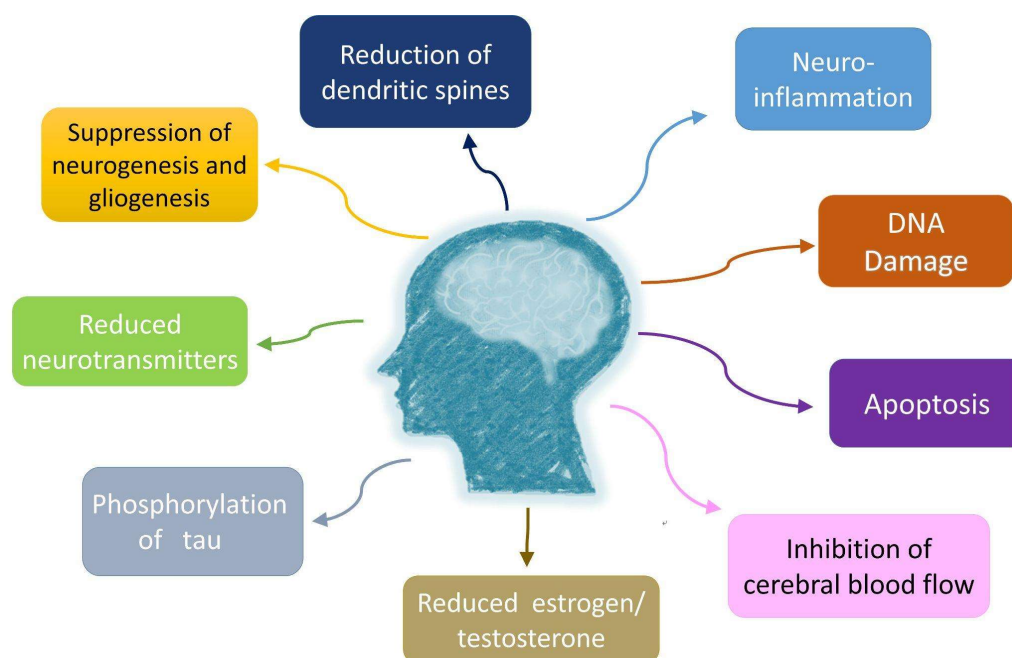 Reduction of
dendritic spines
Neuro-
inflammation
Suppression of
neurogenesis and
gliogenesis
DNA
Damage
Reduced
neurotransmitters
Apoptosis
Phosphorylation
of tau
Inhibition of
cerebral blood flow
Reduced estrogen/
testosterone